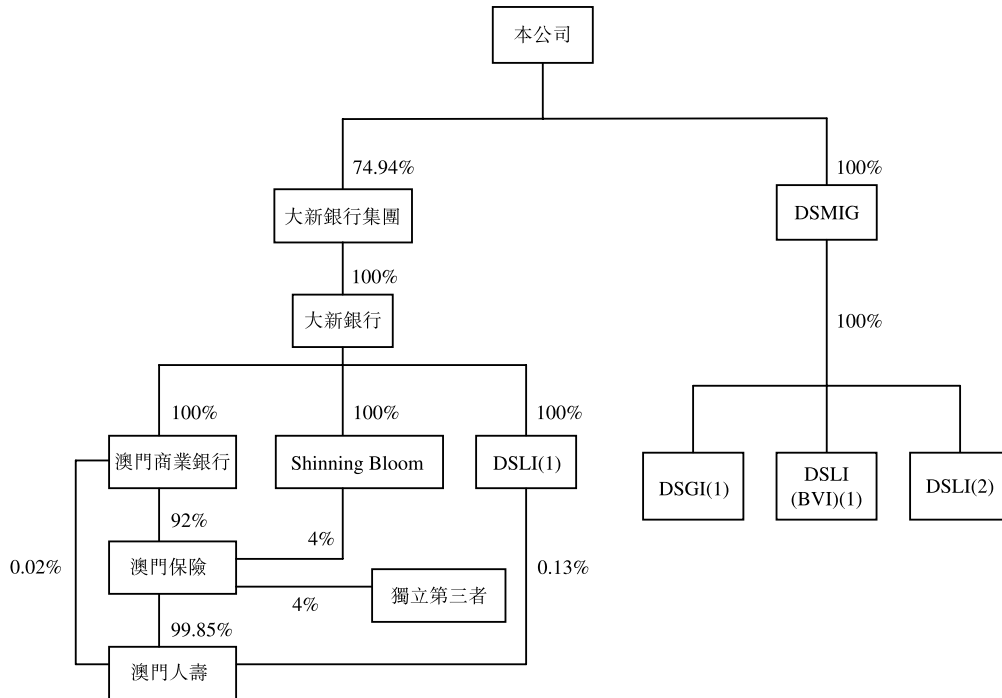 本公司
74.94%
100%
大新銀行集團
DSMIG
100%
大新銀行
100%
100%
100%
100%
澳門商業銀行
Shinning Bloom
DSLI(1)
DSGI(1)
DSLI
(BVI)(1)
DSLI(2)
92%
4%
0.02%
澳門保險
0.13%
4%
獨立第三者
99.85%
澳門人壽